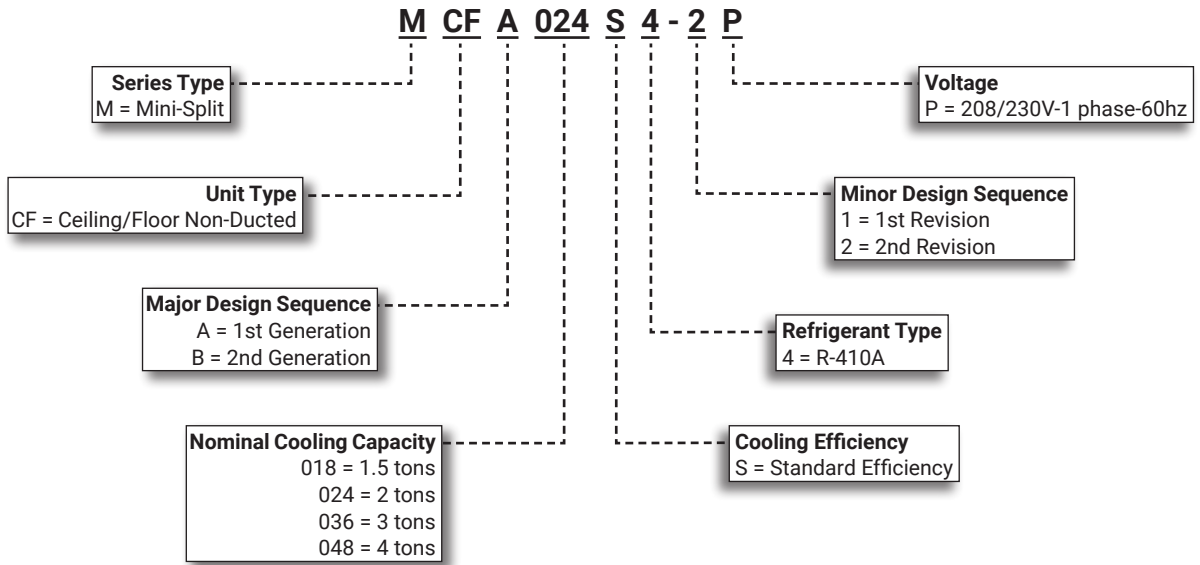 M CF A 024 S 4 - 2 P
Series Type
M = Mini-Split
Voltage
P = 208/230V-1 phase-60hz
Unit Type
CF = Ceiling/Floor Non-Ducted
Minor Design Sequence
1 = 1st Revision
2 = 2nd Revision
Major Design Sequence
A = 1st Generation
B = 2nd Generation
Refrigerant Type
4 = R-410A
Nominal Cooling Capacity
018 = 1.5 tons
024 = 2 tons
036 = 3 tons
048 = 4 tons
Cooling Efficiency
S = Standard Efficiency